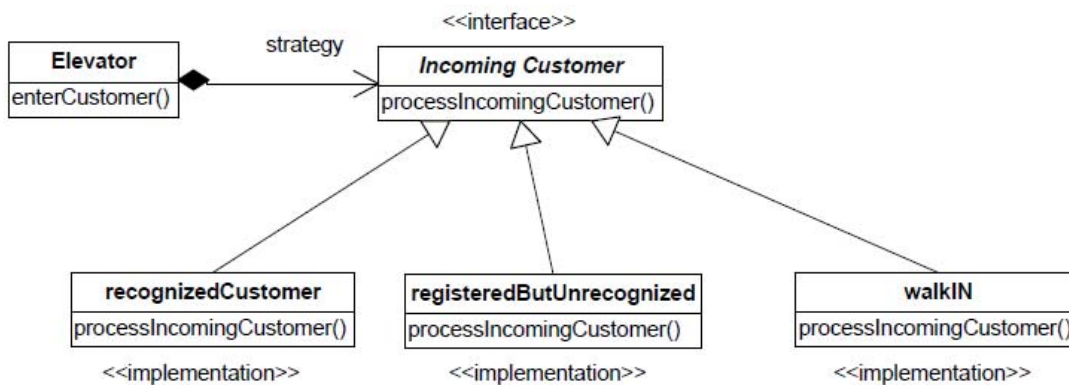 <<interface>>
Elevator
enterCustomer()
strategy
Incoming Customer
processIncomingCustomer()
recognizedCustomer
processIncomingCustomer()
<<implementation>>
registeredButUnrecognized
processIncomingCustomer()
<<implementation>>
walkIN
processIncomingCustomer()
<<implementation>>